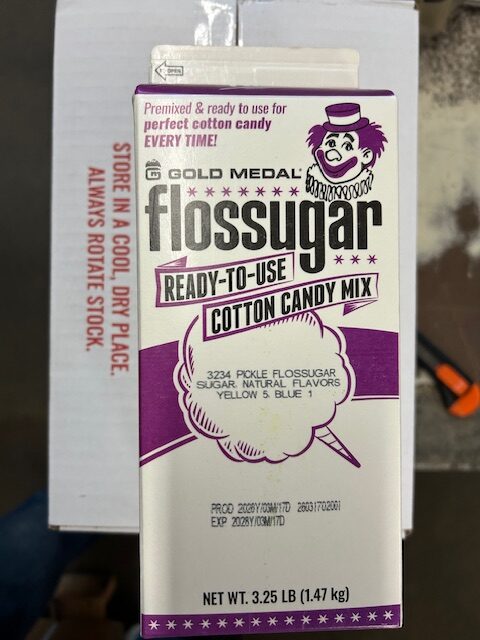 OPEN
Premixed & ready to use for
perfect cotton candy
EVERY TIME!
GOLD MEDAL®
flossugar
READY-TO-USE
COTTON CANDY MIX
3234 PICKLE FLOSSUGAR
SUGAR. NATURAL FLAVORS
YELLOW 5. BLUE 1
PROD 2026Y/03M/17D 2603170200
EXP 2028Y/03M/17D
NET WT. 3.25 LB (1.47 kg)
STORE IN A COOL, DRY PLACE.
ALWAYS ROTATE STOCK.